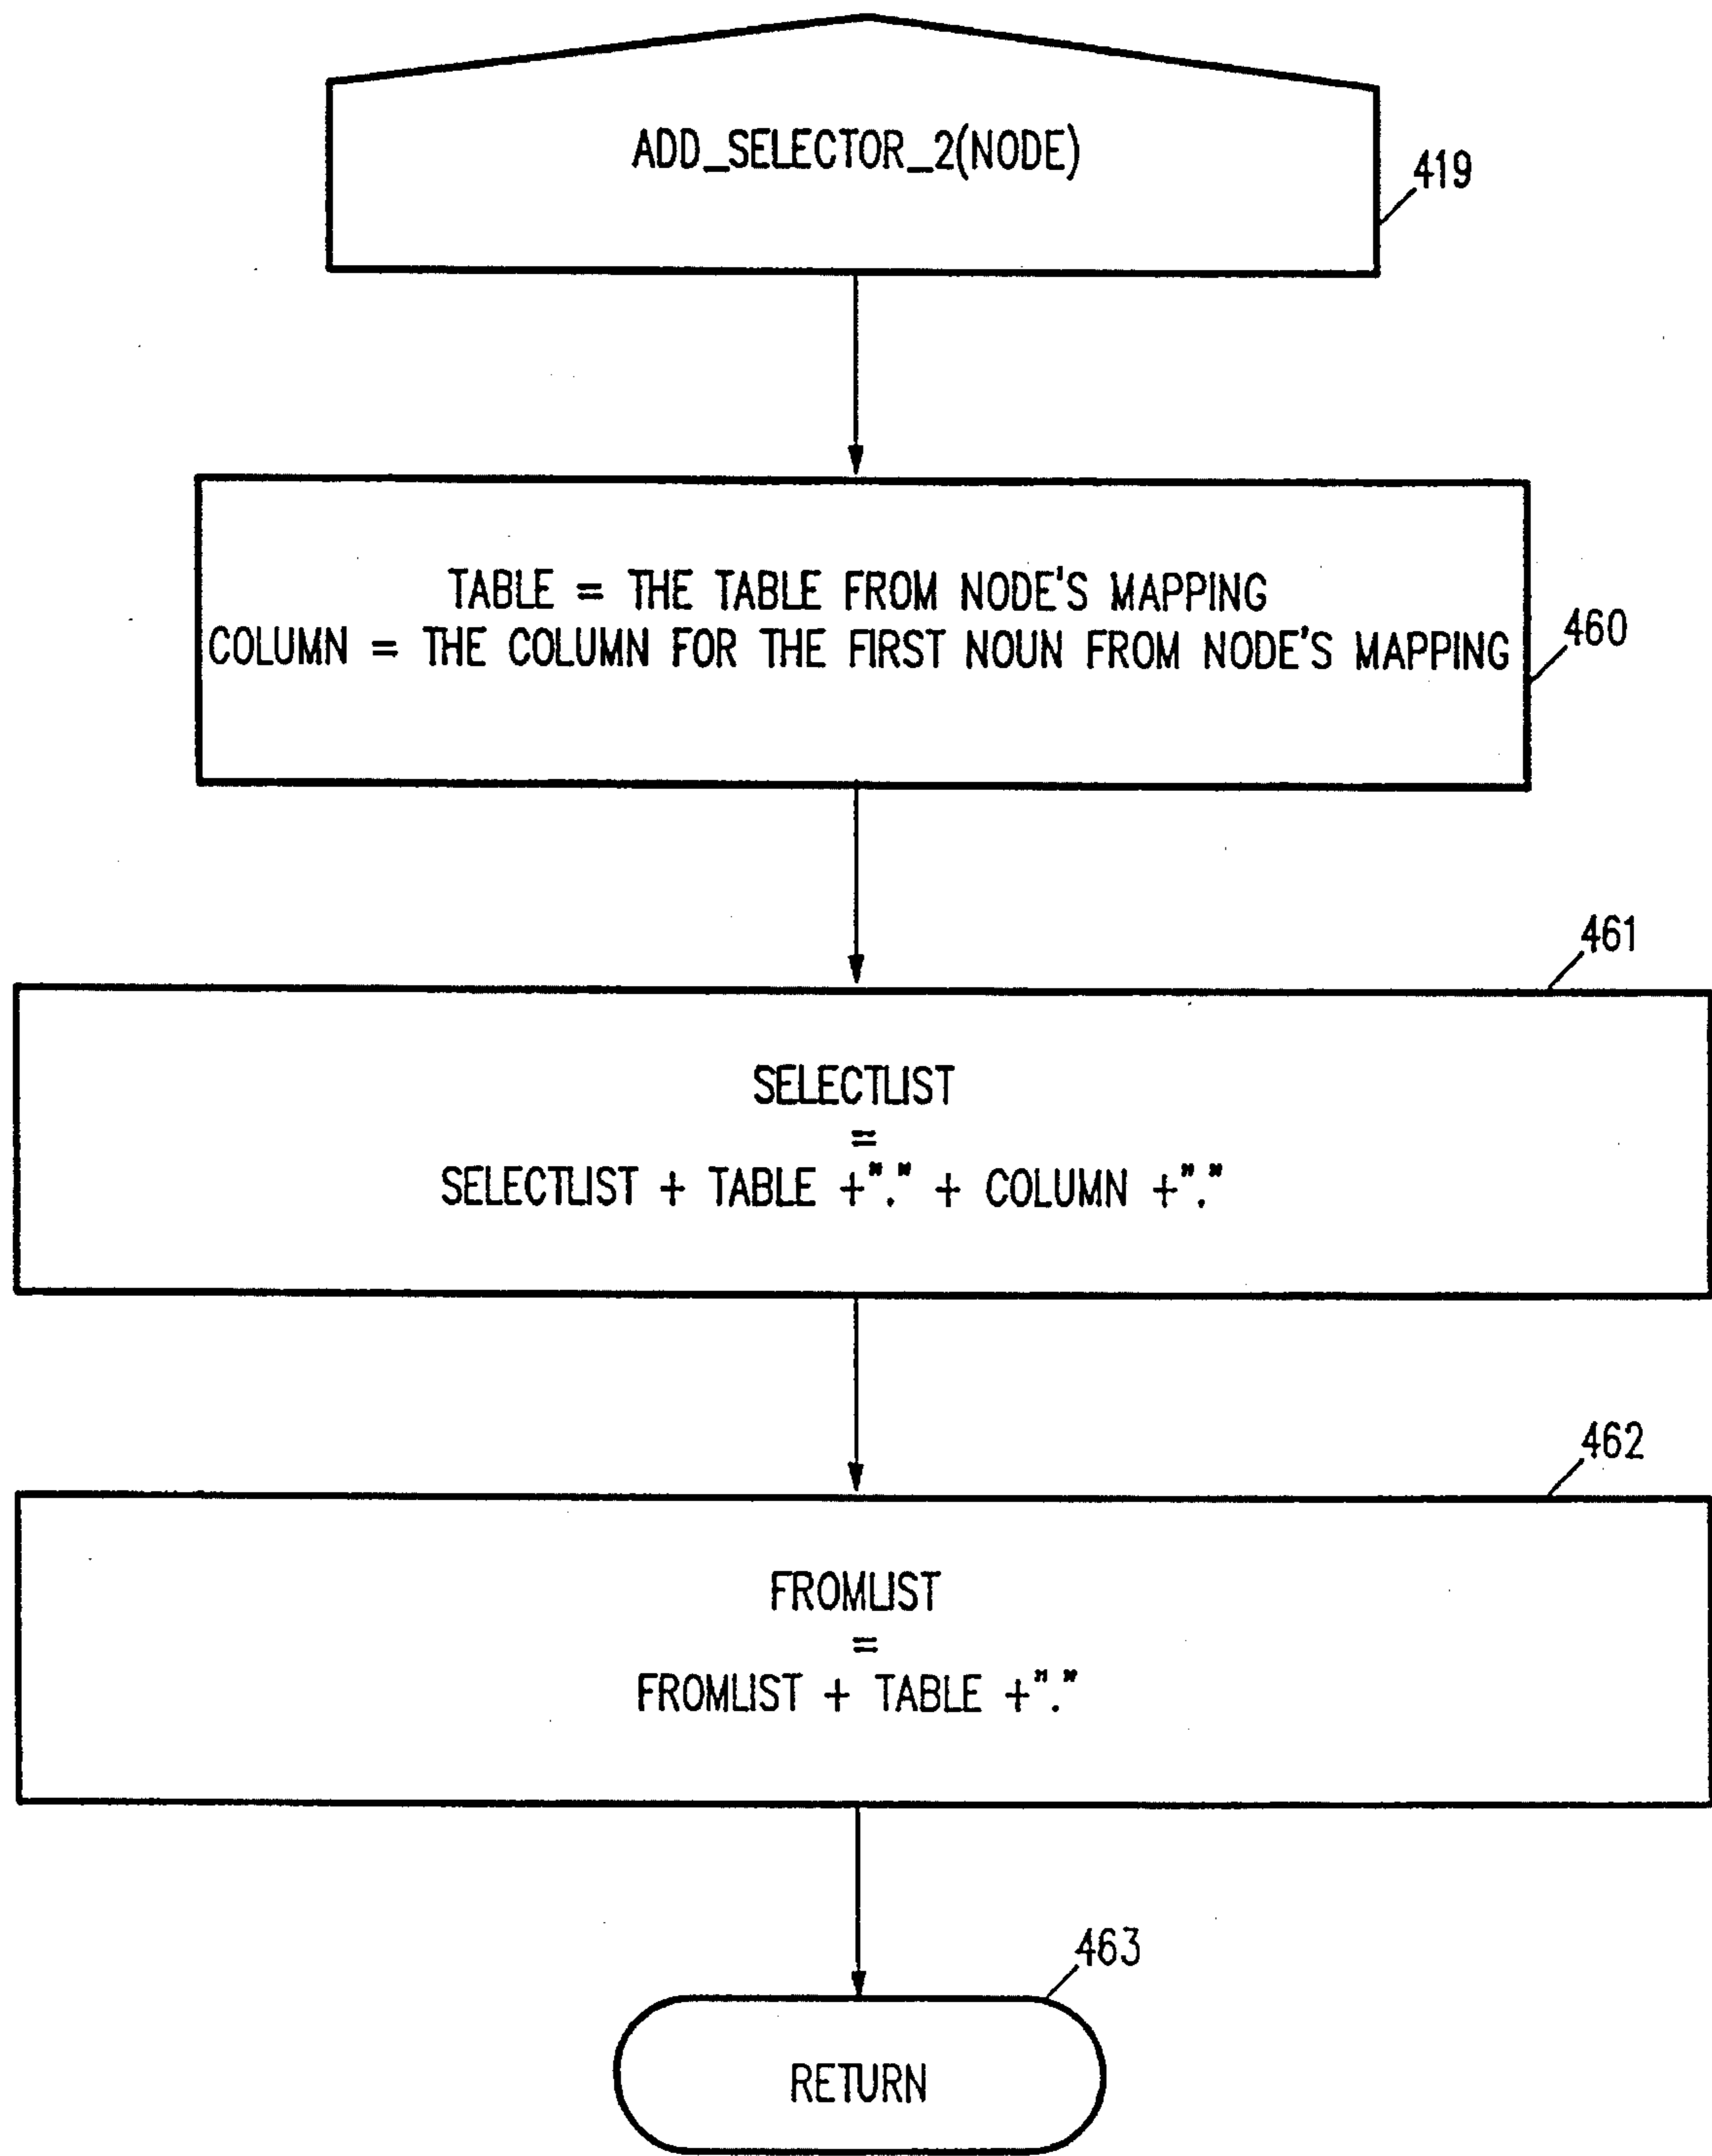 ADD_SELECTOR_2(NODE)
419
TABLE = THE TABLE FROM NODE'S MAPPING
COLUMN = THE COLUMN FOR THE FIRST NOUN FROM NODE'S MAPPING
460
461
SELECTLIST
=
SELECTLIST + TABLE +"." + COLUMN +"."
462
FROMLIST
=
FROMLIST + TABLE +"."
463
RETURN